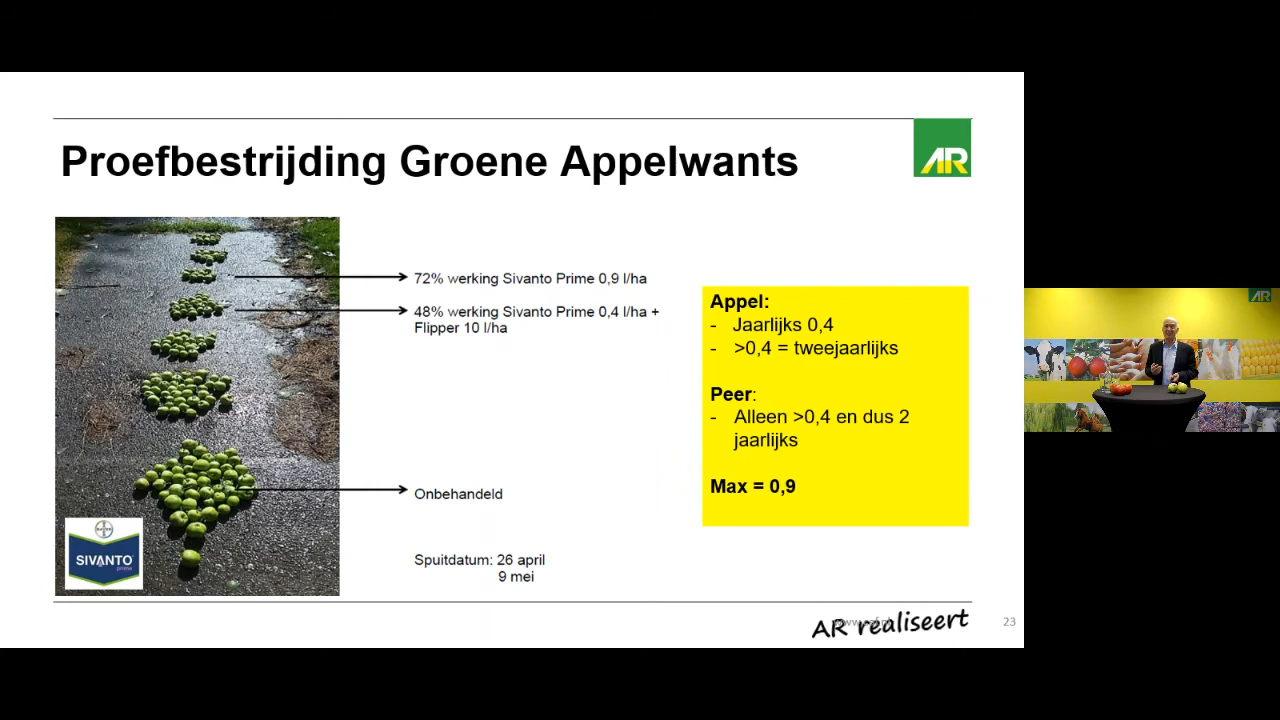 Proefbestrijding Groene Appelwants
AR
72% werking Sivanto Prime 0,9 l/ha
48% werking Sivanto Prime 0,4 l/ha +
Flipper 10 l/ha
Onbehandeld
Spuitdatum: 26 april
9 mei
BAYER
SIVANTO
prime
Appel:
- Jaarlijks 0,4
- >0,4 = tweejaarlijks
Peer:
- Alleen >0,4 en dus 2
jaarlijks
Max = 0,9
AR realiseert
23
AR